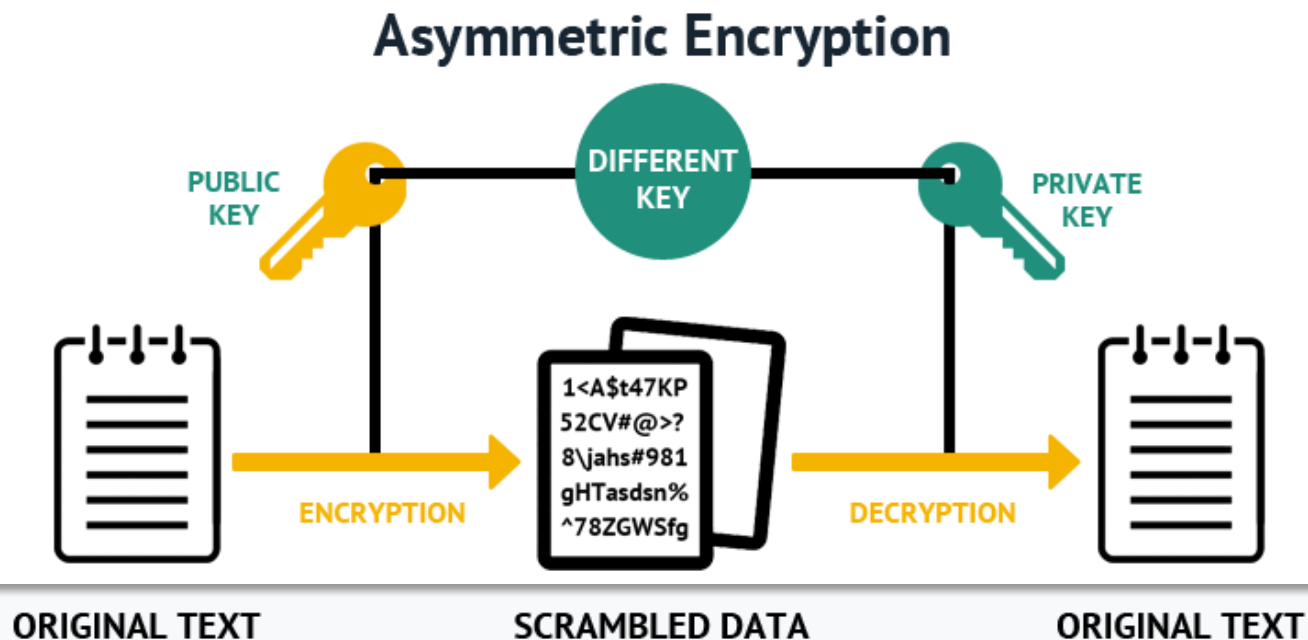 Asymmetric Encryption
PUBLIC
KEY
DIFFERENT
KEY
PRIVATE
KEY
1<A$t47KP
52CV#@>?
8\jahs#981
gHTasdsn%
^78ZGWSfg
ENCRYPTION
DECRYPTION
ORIGINAL TEXT
SCRAMBLED DATA
ORIGINAL TEXT